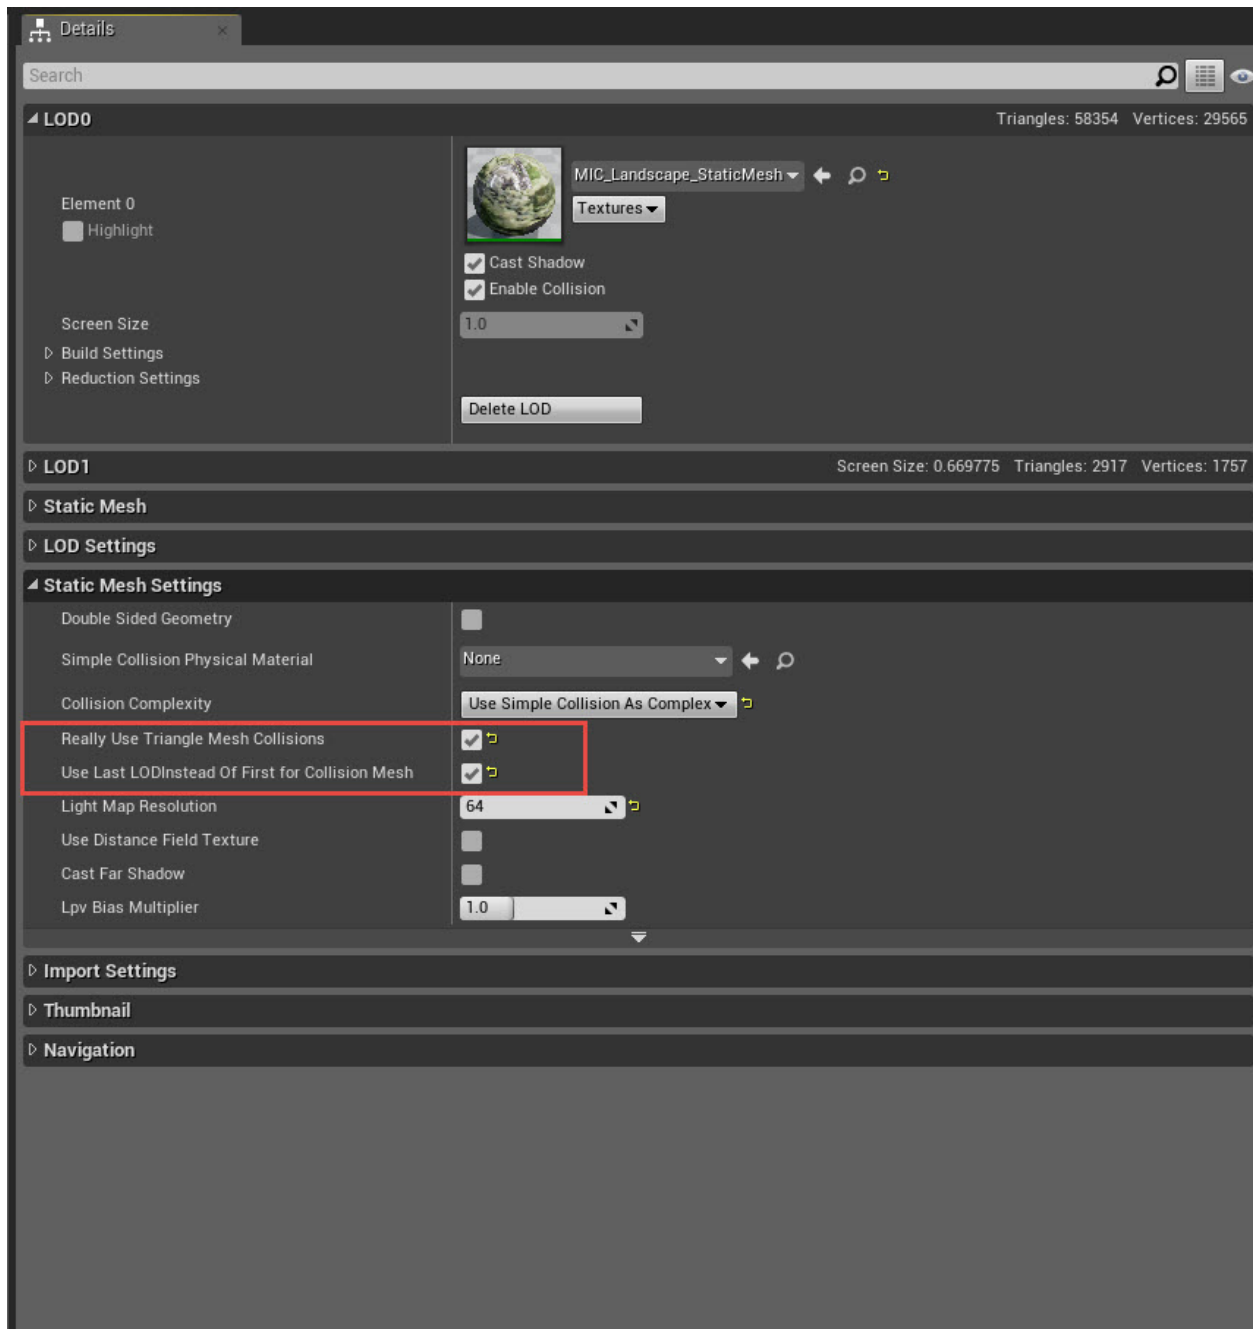 Details
Search
LOD0 Triangles: 58354 Vertices: 29565
MIC_Landscape_StaticMesh
Element 0
Textures
Highlight
Cast Shadow
Enable Collision
Screen Size 1.0
Build Settings
Reduction Settings
Delete LOD
LOD1 Screen Size: 0.669775 Triangles: 2917 Vertices: 1757
Static Mesh
LOD Settings
Static Mesh Settings
Double Sided Geometry
Simple Collision Physical Material None
Collision Complexity Use Simple Collision As Complex
Really Use Triangle Mesh Collisions
Use Last LODInstead Of First for Collision Mesh
Light Map Resolution 64
Use Distance Field Texture
Cast Far Shadow
Lpv Bias Multiplier 1.0
Import Settings
Thumbnail
Navigation